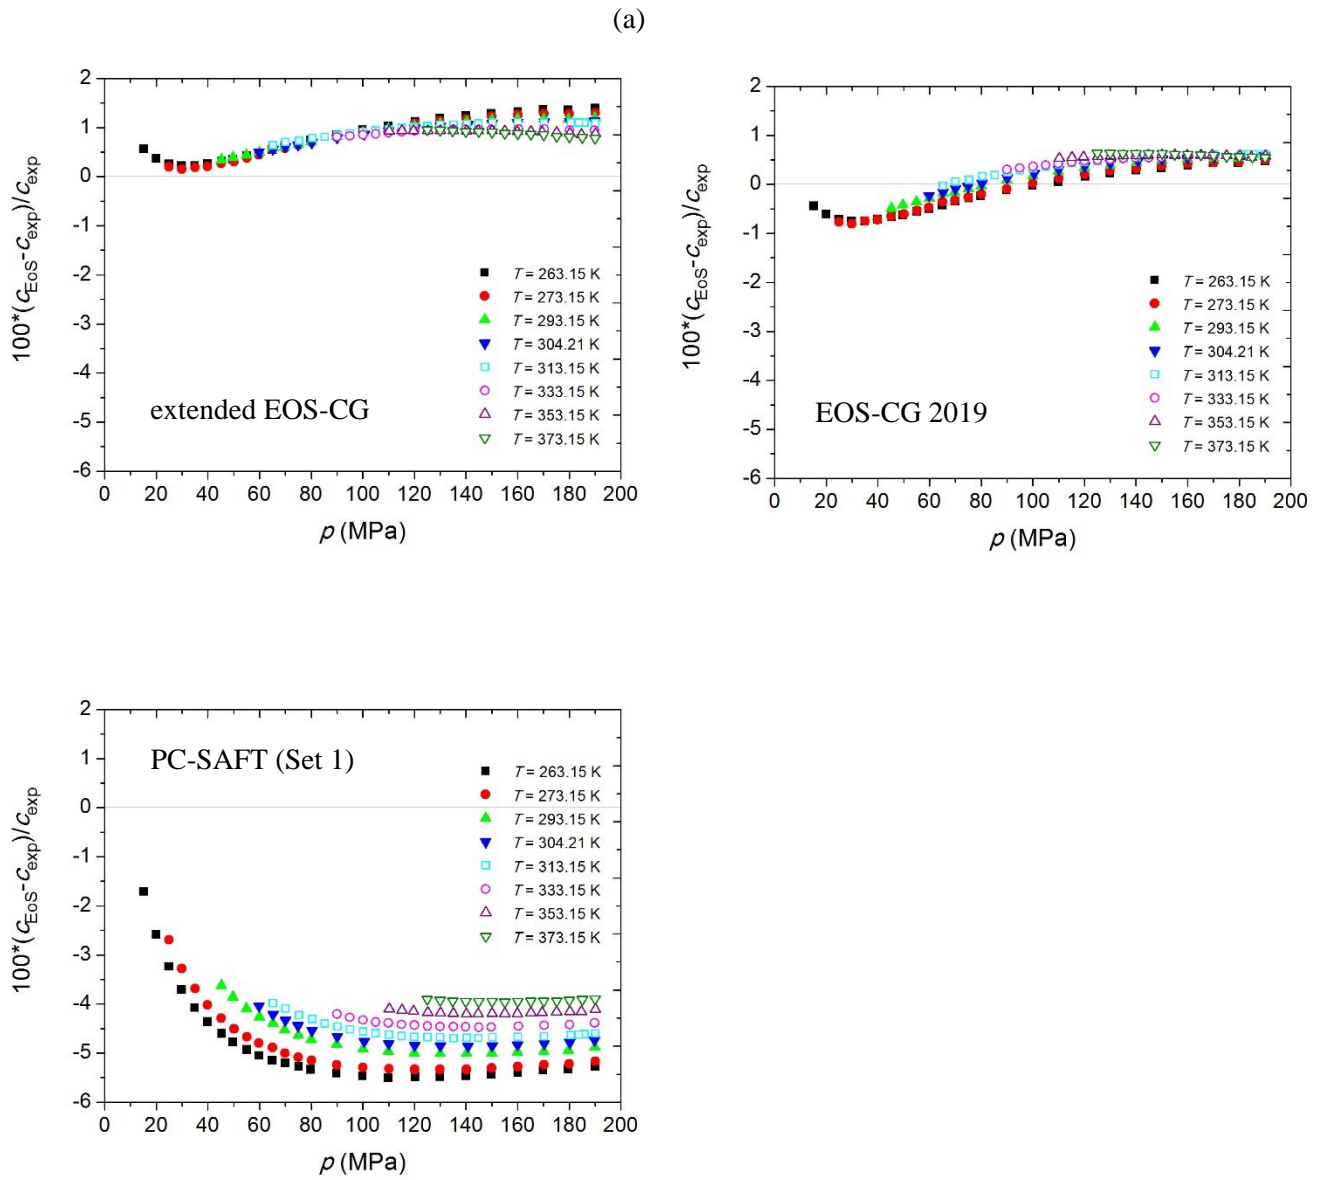 (a)
2
1
0
-1
-2
-3
-4
-5
-6
100*(cEoS-cexp)/cexp
T = 263.15 K
T = 273.15 K
T = 293.15 K
T = 304.21 K
T = 313.15 K
T = 333.15 K
T = 353.15 K
T = 373.15 K
extended EOS-CG
0 20 40 60 80 100 120 140 160 180 200
p (MPa)
2
1
0
-1
-2
-3
-4
-5
-6
100*(cEoS-cexp)/cexp
T = 263.15 K
T = 273.15 K
T = 293.15 K
T = 304.21 K
T = 313.15 K
T = 333.15 K
T = 353.15 K
T = 373.15 K
EOS-CG 2019
0 20 40 60 80 100 120 140 160 180 200
p (MPa)
2
1
0
-1
-2
-3
-4
-5
-6
100*(cEoS-cexp)/cexp
PC-SAFT (Set 1)
T = 263.15 K
T = 273.15 K
T = 293.15 K
T = 304.21 K
T = 313.15 K
T = 333.15 K
T = 353.15 K
T = 373.15 K
0 20 40 60 80 100 120 140 160 180 200
p (MPa)